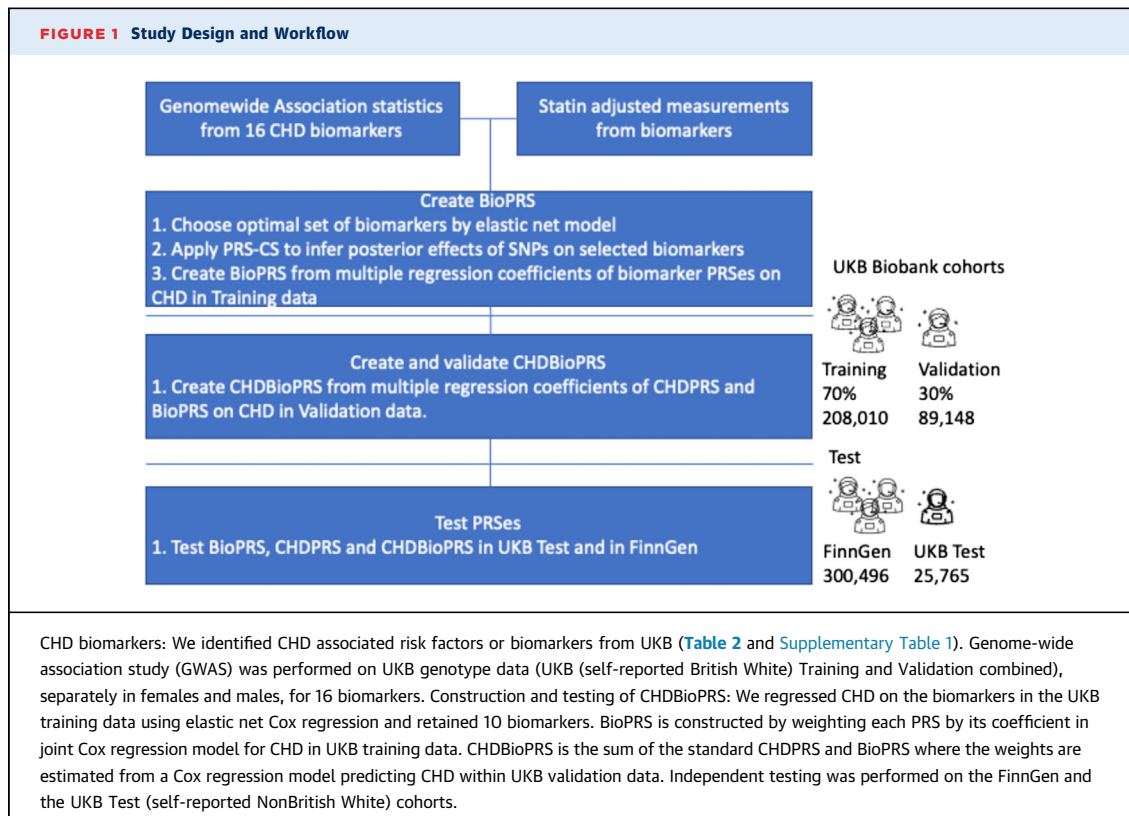 FIGURE 1 Study Design and Workflow
Genomewide Association statistics
from 16 CHD biomarkers
Statin adjusted measurements
from biomarkers
Create BioPRS
1. Choose optimal set of biomarkers by elastic net model
2. Apply PRS-CS to infer posterior effects of SNPs on selected biomarkers
3. Create BioPRS from multiple regression coefficients of biomarker PRSes on
CHD in Training data
UKB Biobank cohorts
Training
70%
208,010
Validation
30%
89,148
Create and validate CHDBioPRS
1. Create CHDBioPRS from multiple regression coefficients of CHDPRS and
BioPRS on CHD in Validation data.
Test
FinnGen
300,496
UKB Test
25,765
Test PRSes
1. Test BioPRS, CHDPRS and CHDBioPRS in UKB Test and in FinnGen
CHD biomarkers: We identified CHD associated risk factors or biomarkers from UKB (Table 2 and Supplementary Table 1). Genome-wide
association study (GWAS) was performed on UKB genotype data (UKB (self-reported British White) Training and Validation combined),
separately in females and males, for 16 biomarkers. Construction and testing of CHDBioPRS: We regressed CHD on the biomarkers in the UKB
training data using elastic net Cox regression and retained 10 biomarkers. BioPRS is constructed by weighting each PRS by its coefficient in
joint Cox regression model for CHD in UKB training data. CHDBioPRS is the sum of the standard CHDPRS and BioPRS where the weights are
estimated from a Cox regression model predicting CHD within UKB validation data. Independent testing was performed on the FinnGen and
the UKB Test (self-reported NonBritish White) cohorts.